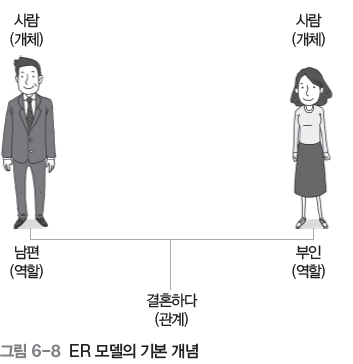 사람
(개체)
사람
(개체)
남편
(역할)
부인
(역할)
결혼하다
(관계)
그림 6-8 ER 모델의 기본 개념